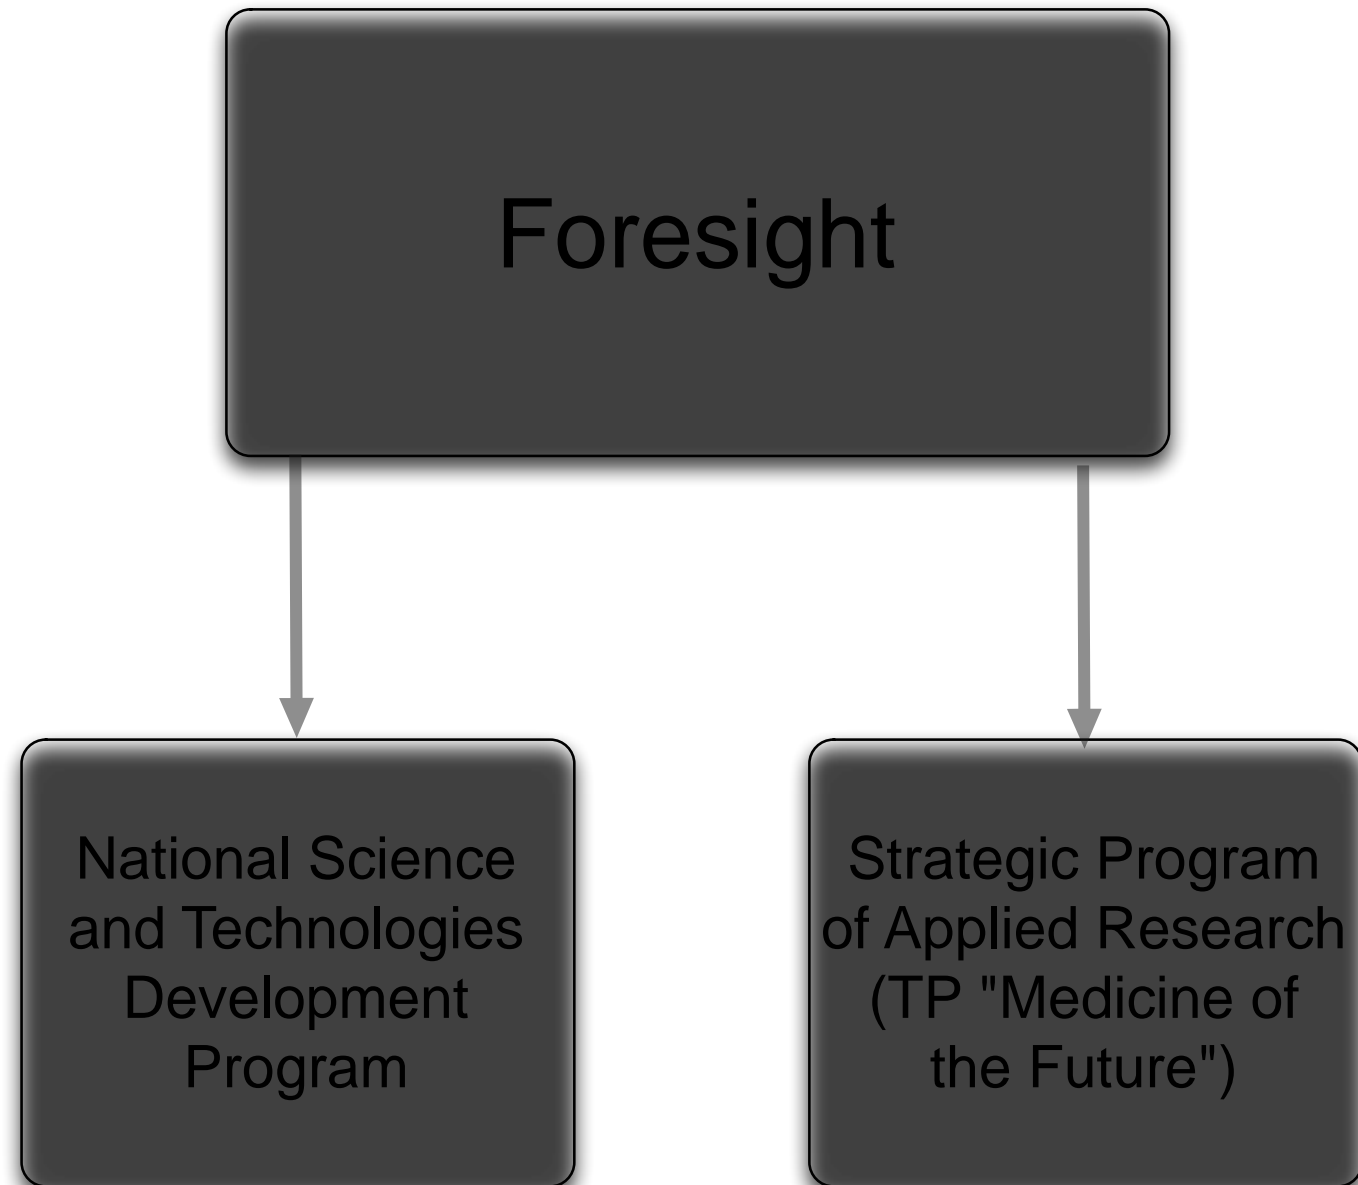 Foresight
National Science
and Technologies
Development
Program
Strategic Program
of Applied Research
(TP "Medicine of
the Future")